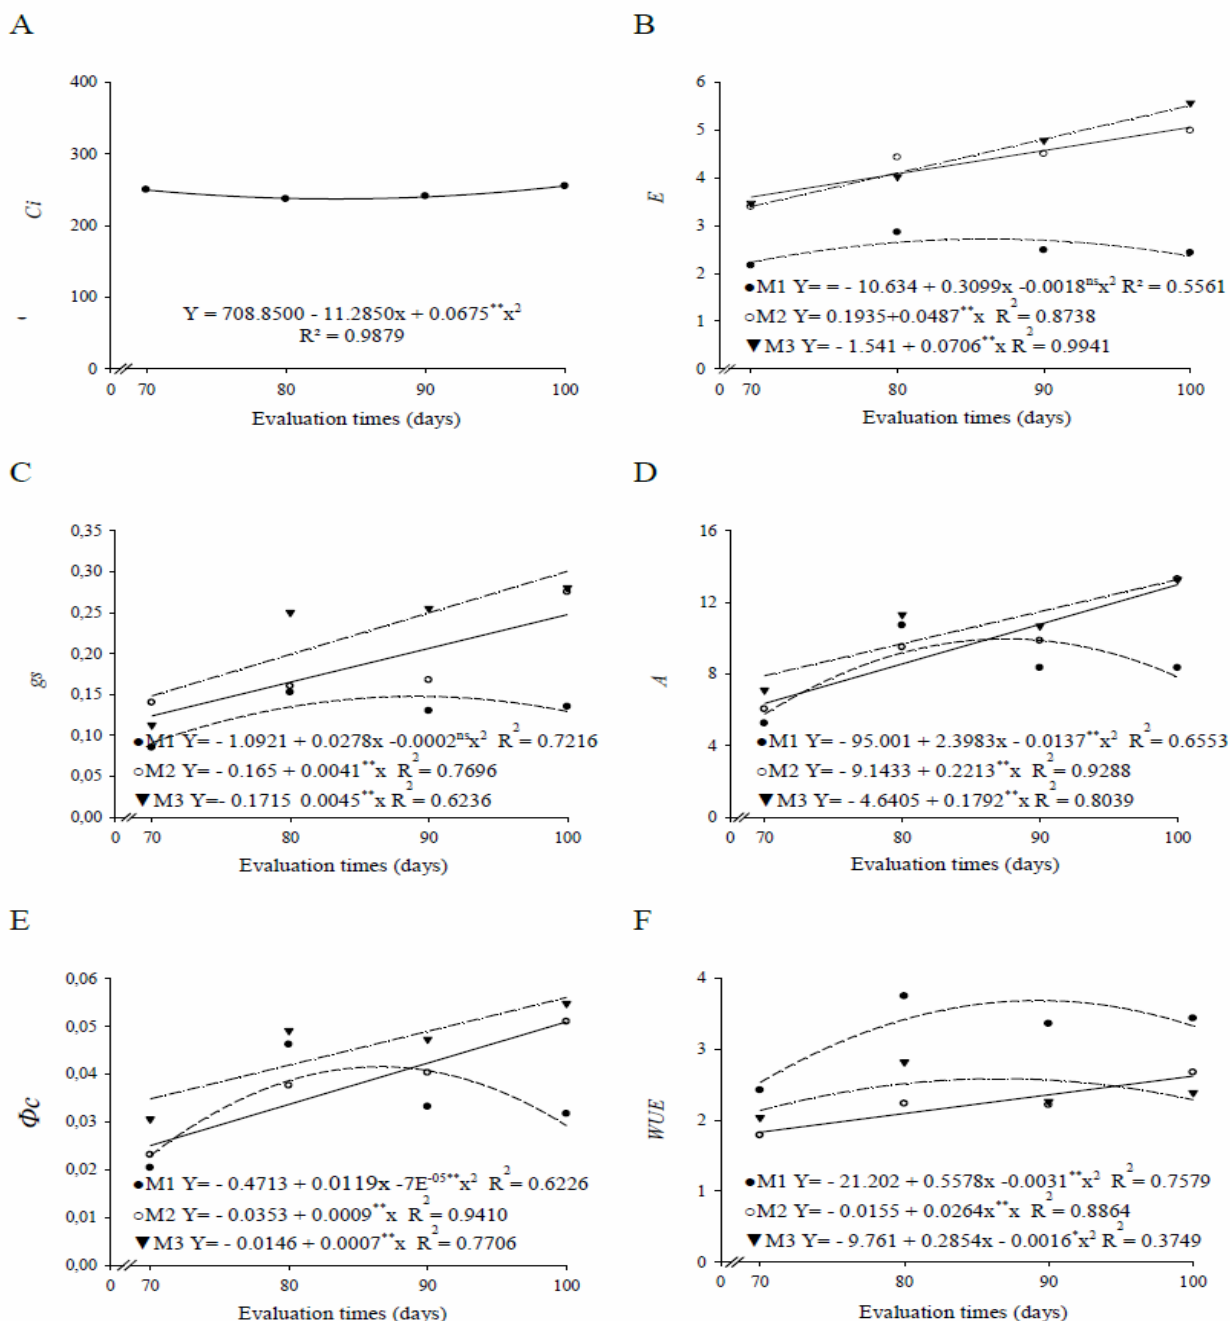 A
400
300
200
100
0
0
70
80
90
100
Ci
Y = 708.8500 - 11.2850x + 0.0675**x²
R² = 0.9879
Evaluation times (days)
B
6
5
4
3
2
1
0
0
70
80
90
100
E
M1 Y= = - 10.634 + 0.3099x -0.0018ⁿˢx² R² = 0.5561
M2 Y= 0.1935+0.0487**x R²= 0.8738
M3 Y= - 1.541 + 0.0706**x R²= 0.9941
Evaluation times (days)
C
0,35
0,30
0,25
0,20
0,15
0,10
0,05
0,00
0
70
80
90
100
gs
M1 Y= - 1.0921 + 0.0278x -0.0002ⁿˢx² R²= 0.7216
M2 Y= - 0.165 + 0.0041**x R²= 0.7696
M3 Y=- 0.1715 0.0045**x R²= 0.6236
Evaluation times (days)
D
16
12
8
4
0
0
70
80
90
100
A
M1 Y= - 95.001 + 2.3983x - 0.0137**x² R²= 0.6553
M2 Y= - 9.1433 + 0.2213**x R²= 0.9288
M3 Y= - 4.6405 + 0.1792**x R²= 0.8039
Evaluation times (days)
E
0,06
0,05
0,04
0,03
0,02
0,01
0,00
0
70
80
90
100
Φc
M1 Y= - 0.4713 + 0.0119x -7E⁻⁰⁵**x² R²= 0.6226
M2 Y= - 0.0353 + 0.0009**x R²= 0.9410
M3 Y= - 0.0146 + 0.0007**x R²= 0.7706
Evaluation times (days)
F
4
3
2
1
0
0
70
80
90
100
WUE
M1 Y= - 21.202 + 0.5578x -0.0031**x² R²= 0.7579
M2 Y= - 0.0155 + 0.0264x**x R²= 0.8864
M3 Y= - 9.761 + 0.2854x - 0.0016*x² R²= 0.3749
Evaluation times (days)